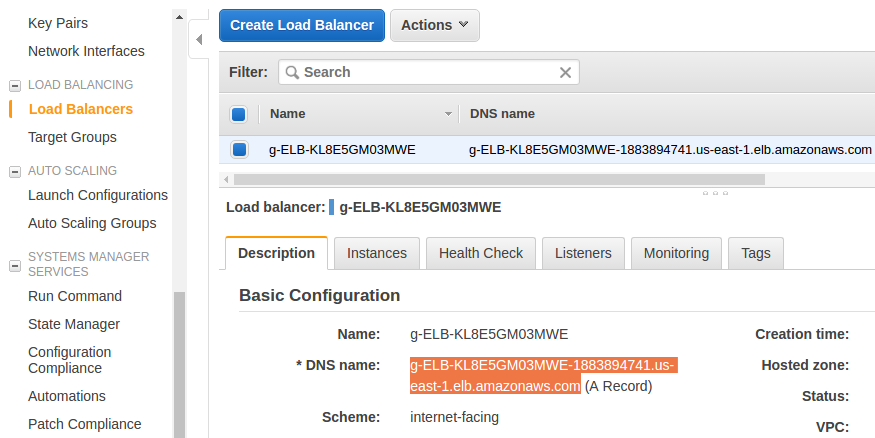 Key Pairs
Network Interfaces
LOAD BALANCING
Load Balancers
Target Groups
AUTO SCALING
Launch Configurations
Auto Scaling Groups
SYSTEMS MANAGER
SERVICES
Run Command
State Manager
Configuration
Compliance
Automations
Patch Compliance
Create Load Balancer
Actions
Filter:
Search
Name
DNS name
g-ELB-KL8E5GM03MWE
g-ELB-KL8E5GM03MWE-1883894741.us-east-1.elb.amazonaws.com
Load balancer: g-ELB-KL8E5GM03MWE
Description
Instances
Health Check
Listeners
Monitoring
Tags
Basic Configuration
Name: g-ELB-KL8E5GM03MWE
Creation time:
* DNS name: g-ELB-KL8E5GM03MWE-1883894741.us-
Hosted zone:
east-1.elb.amazonaws.com (A Record)
Status:
Scheme: internet-facing
VPC: